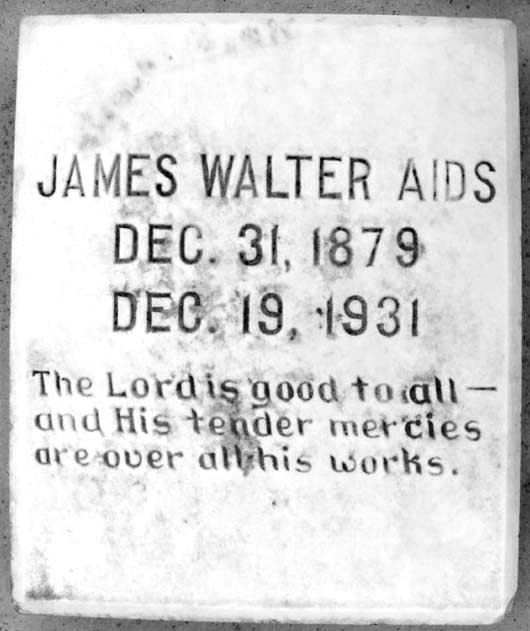 JAMES WALTER AIDS
DEC. 31, 1879
DEC. 19, 1931
The Lord is good to all —
and His tender mercies
are over all his works.